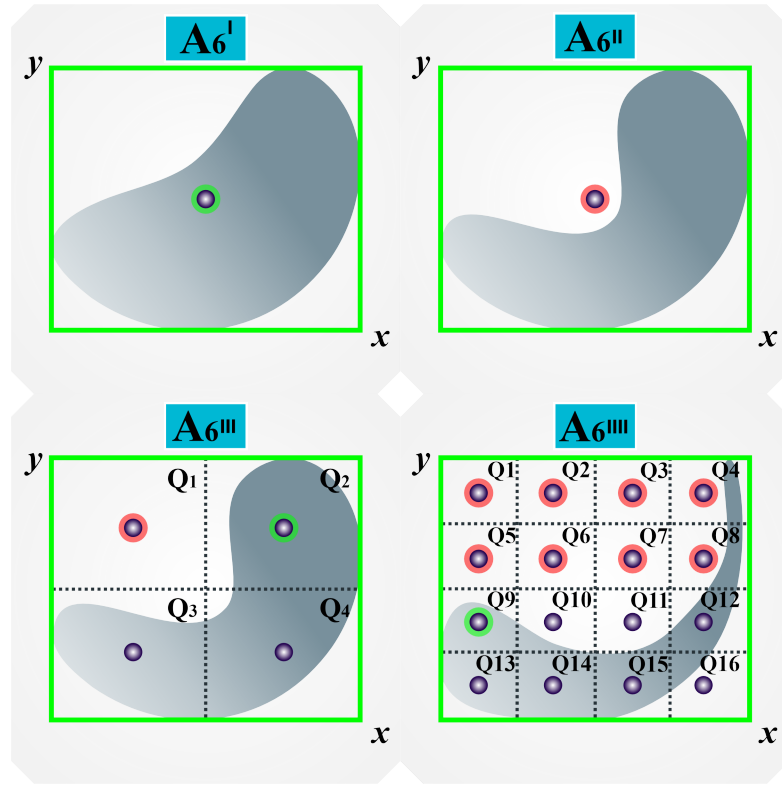 A6I
A6II
y
x
y
x
A6III
A6IIII
y
Q1
Q2
Q3
Q4
x
y
Q1 Q2 Q3 Q4
Q5 Q6 Q7 Q8
Q9 Q10 Q11 Q12
Q13 Q14 Q15 Q16
x